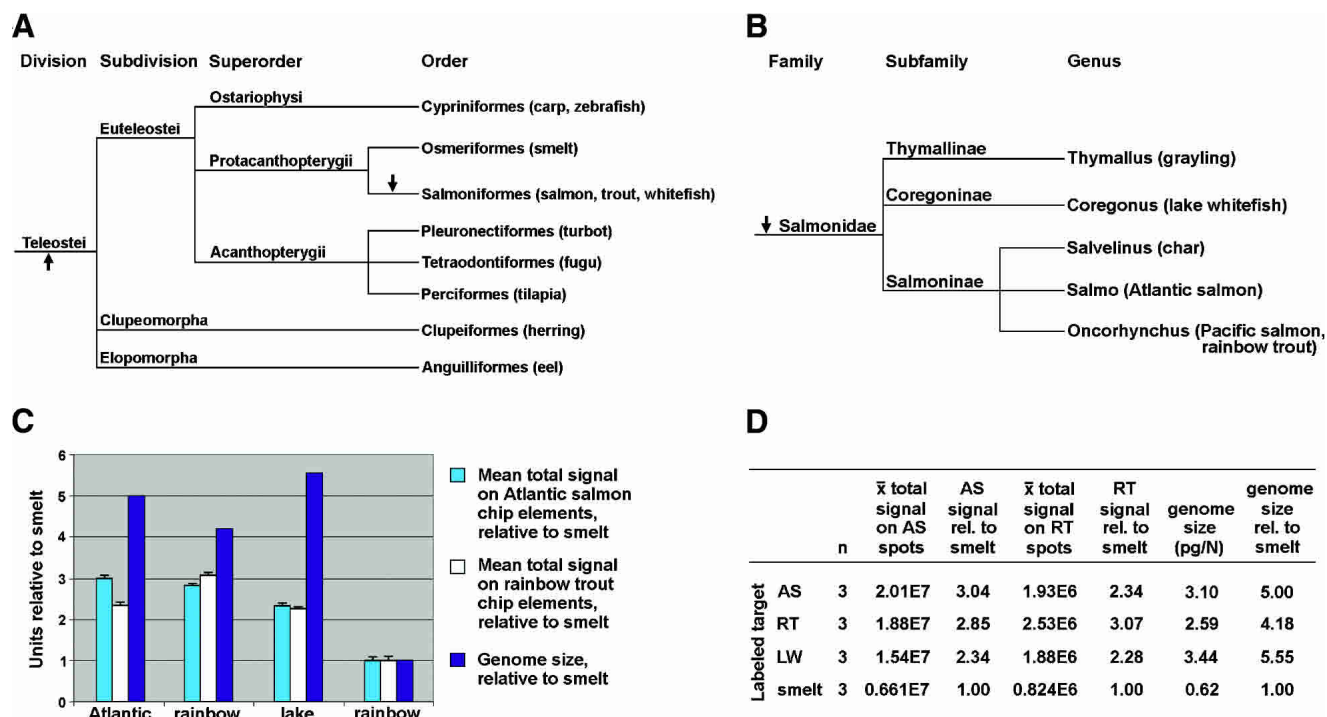 A
Division Subdivision Superorder Order
Ostariophysi
Cypriniformes (carp, zebrafish)
Euteleostei
Osmeriformes (smelt)
Protacanthopterygii
Salmoniformes (salmon, trout, whitefish)
Pleuronectiformes (turbot)
Teleostei
Acanthopterygii
Tetraodontiformes (fugu)
Perciformes (tilapia)
Clupeomorpha
Clupeiformes (herring)
Elopomorpha
Anguilliformes (eel)
B
Family Subfamily Genus
Thymallinae
Thymallus (grayling)
Coregoninae
Coregonus (lake whitefish)
Salmonidae
Salvelinus (char)
Salmoninae
Salmo (Atlantic salmon)
Oncorhynchus (Pacific salmon,
rainbow trout)
C
Units relative to smelt
6
5
4
3
2
1
0
Atlantic rainbow lake rainbow
Mean total signal
on Atlantic salmon
chip elements,
relative to smelt
Mean total signal
on rainbow trout
chip elements,
relative to smelt
Genome size,
relative to smelt
D
n
x̅ total
signal
on AS
spots
AS
signal
rel. to
smelt
x̅ total
signal
on RT
spots
RT
signal
rel. to
smelt
genome
size
(pg/N)
genome
size
rel. to
smelt
Labeled target
AS 3 2.01E7 3.04 1.93E6 2.34 3.10 5.00
RT 3 1.88E7 2.85 2.53E6 3.07 2.59 4.18
LW 3 1.54E7 2.34 1.88E6 2.28 3.44 5.55
smelt 3 0.661E7 1.00 0.824E6 1.00 0.62 1.00